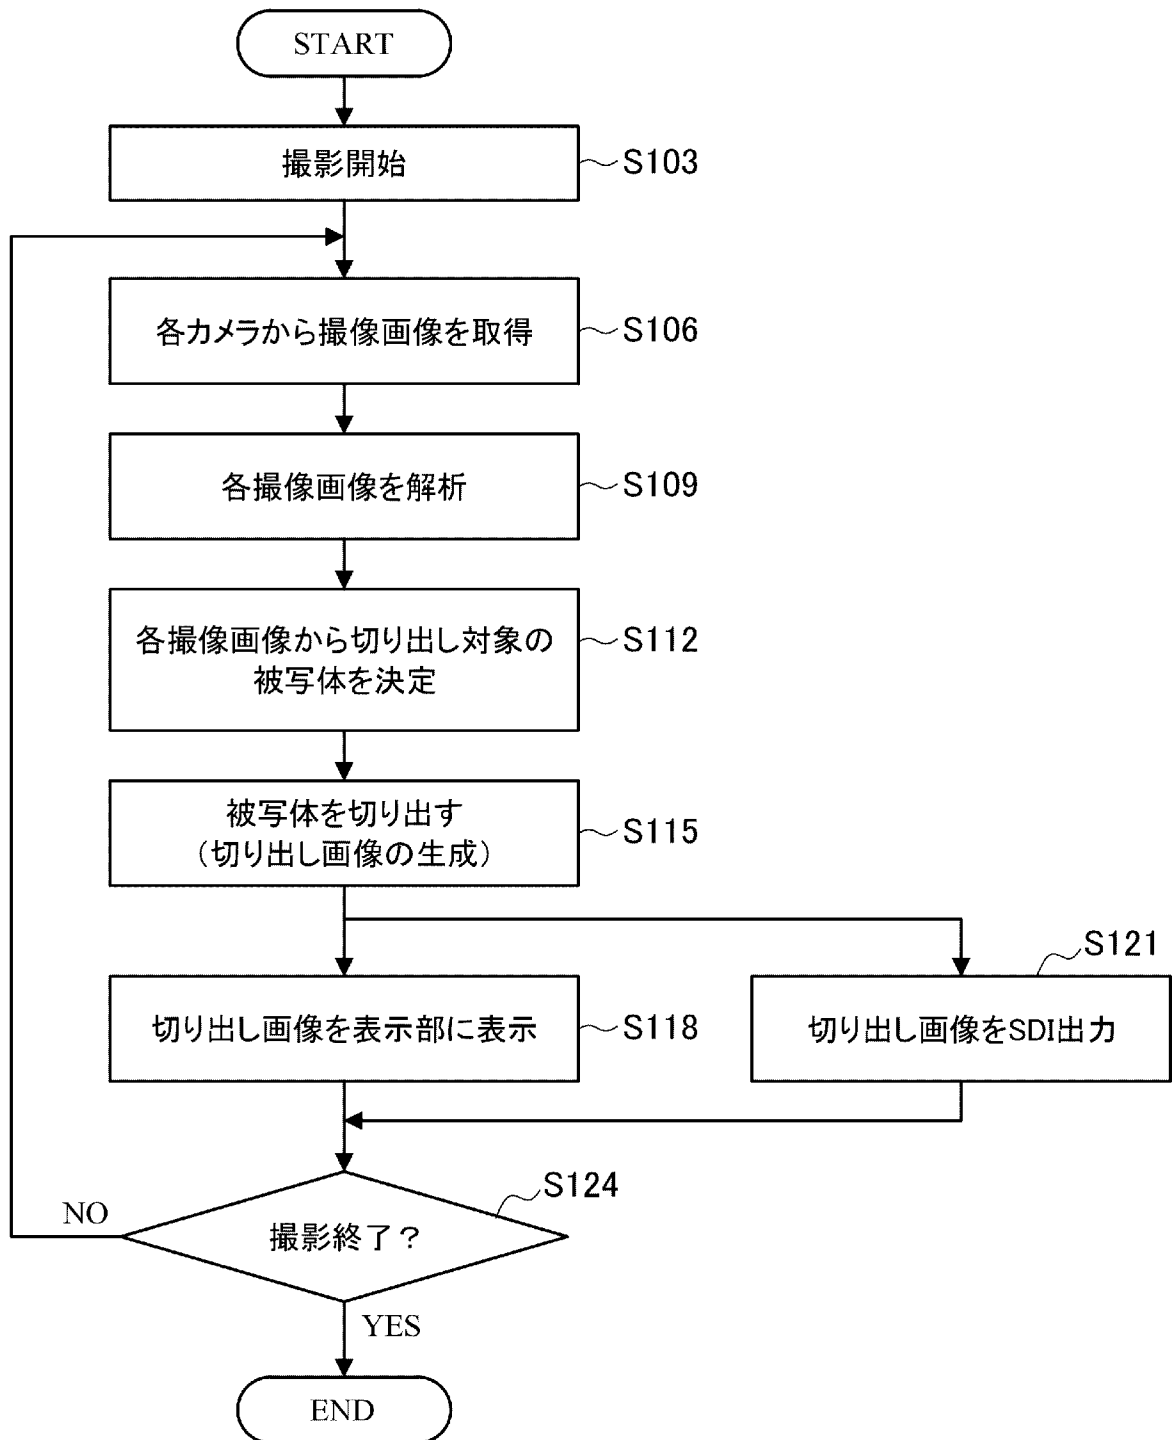 START
撮影開始
S103
各カメラから撮像画像を取得
S106
各撮像画像を解析
S109
各撮像画像から切り出し対象の
被写体を決定
S112
被写体を切り出す
(切り出し画像の生成)
S115
切り出し画像を表示部に表示
S118
S121
切り出し画像をSDI出力
S124
撮影終了？
NO
YES
END